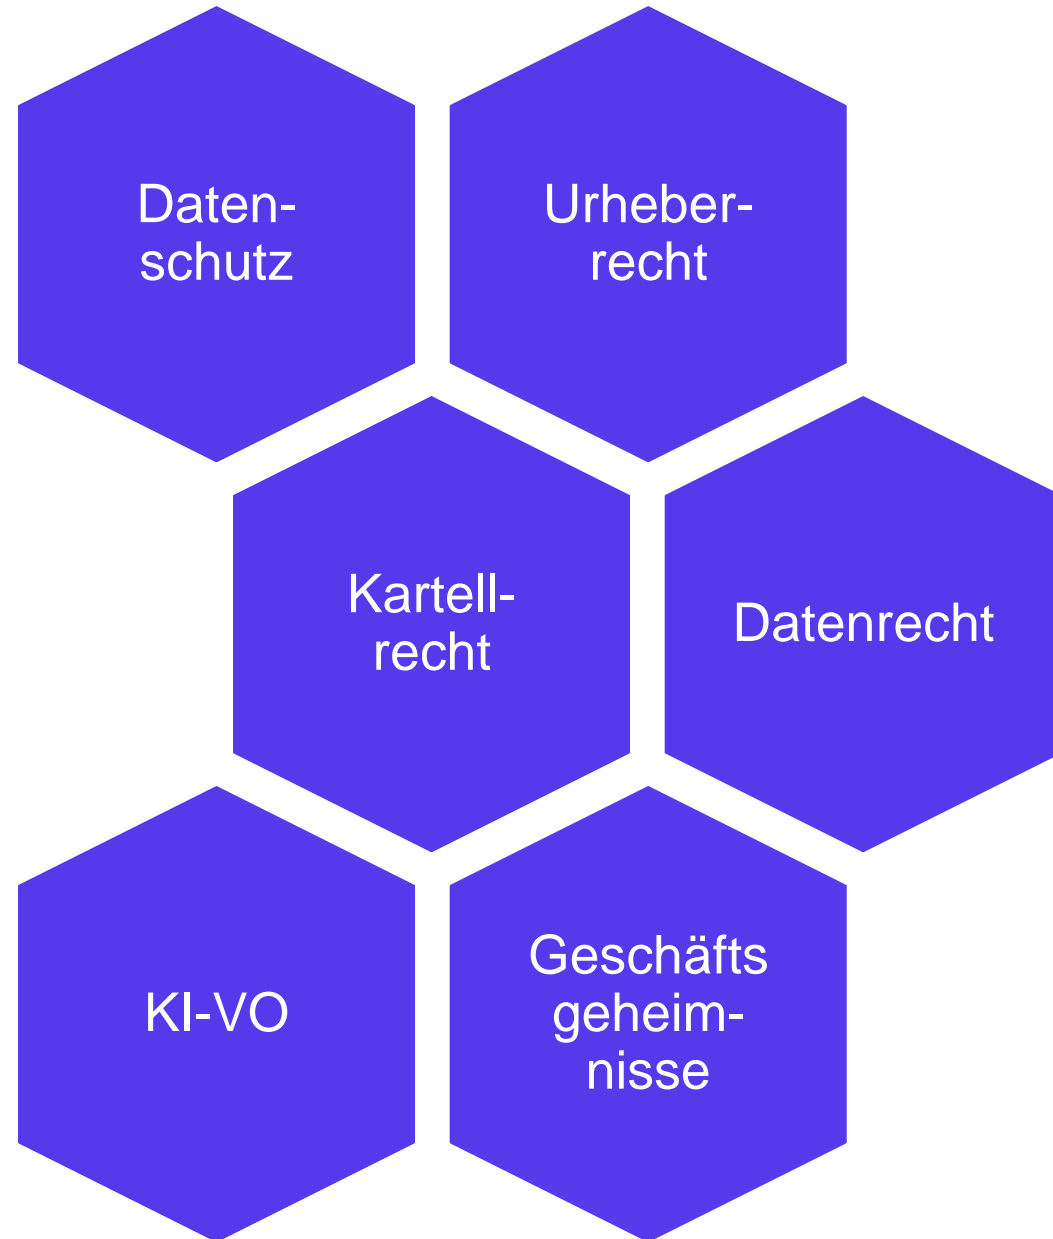 Daten-
schutz
Urheber-
recht
Kartell-
recht
Datenrecht
KI-VO
Geschäfts
geheim-
nisse